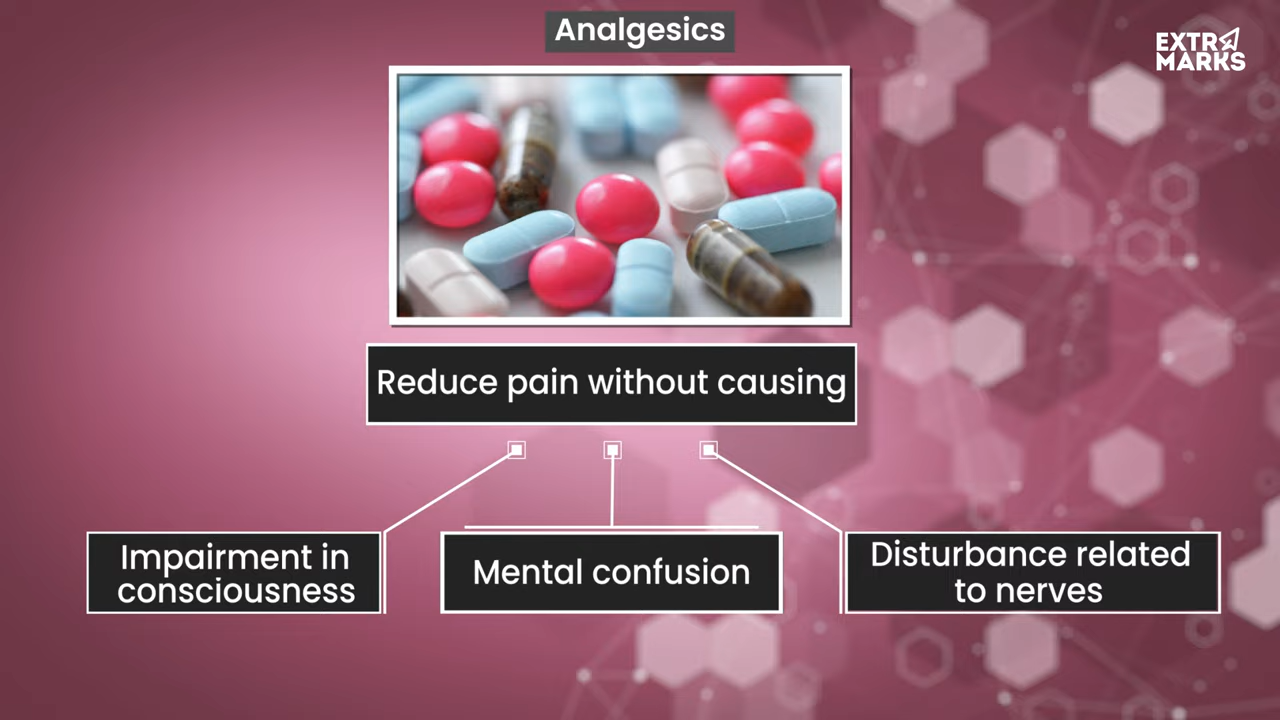 Analgesics
EXTRA
MARKS
Reduce pain without causing
Impairment in
consciousness
Mental confusion
Disturbance related
to nerves